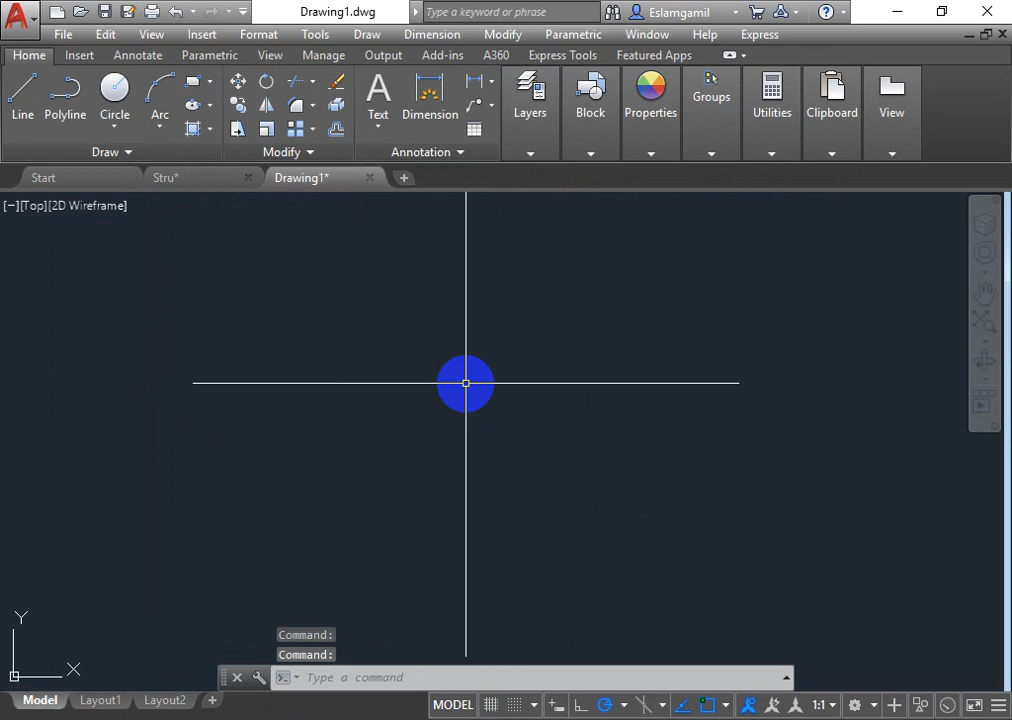 A Drawing1.dwg Type a keyword or phrase Eslamgamil
File Edit View Insert Format Tools Draw Dimension Modify Parametric Window Help Express
Home Insert Annotate Parametric View Manage Output Add-ins A360 Express Tools Featured Apps
Line Polyline Circle Arc A Text Dimension Layers Block Properties Groups Utilities Clipboard View
Draw Modify Annotation
Start Stru* Drawing1*
[−][Top][2D Wireframe]
Y
X
Command:
Command:
Type a command
Model Layout1 Layout2 MODEL 1:1